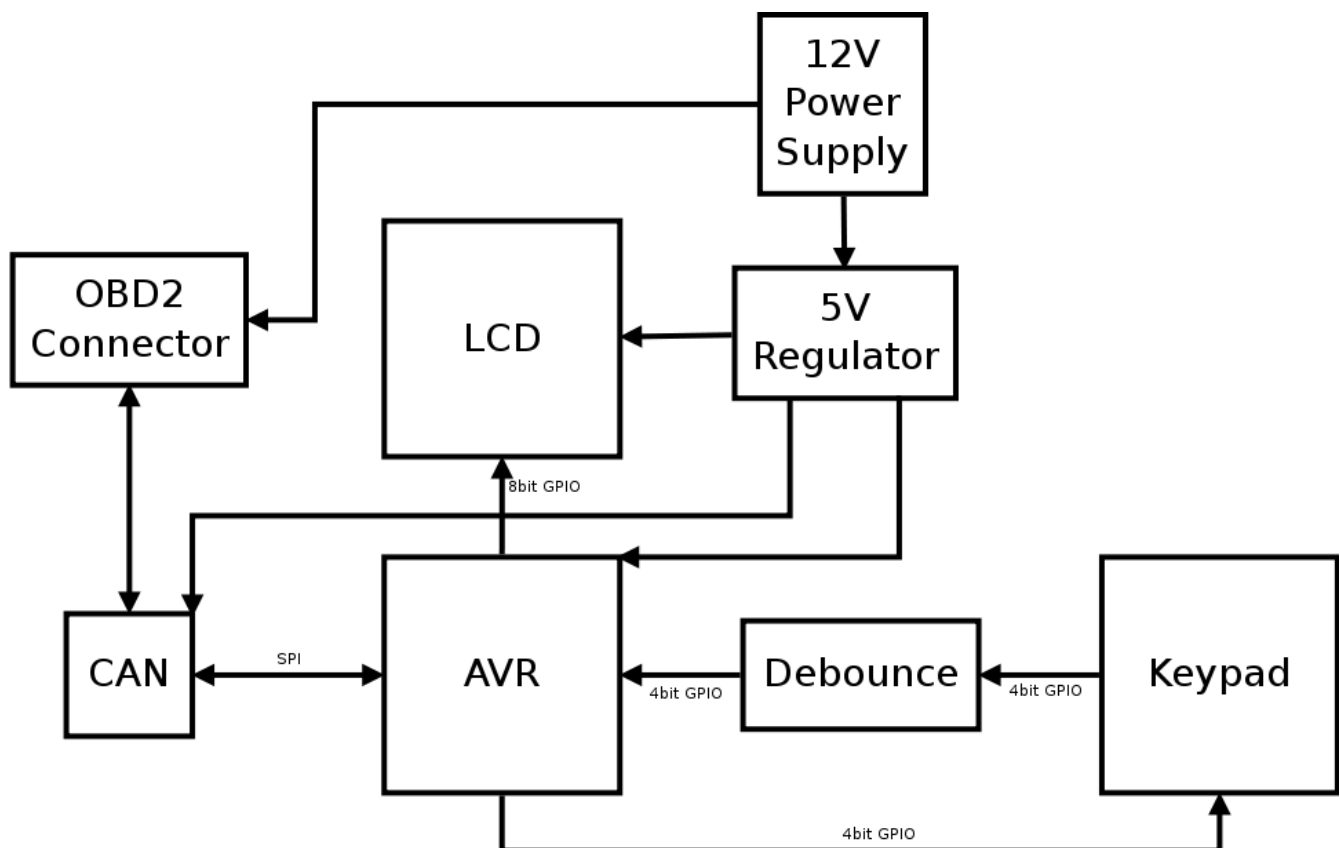 12V
Power
Supply
OBD2
Connector
LCD
5V
Regulator
8bit GPIO
CAN
SPI
AVR
4bit GPIO
Debounce
4bit GPIO
Keypad
4bit GPIO